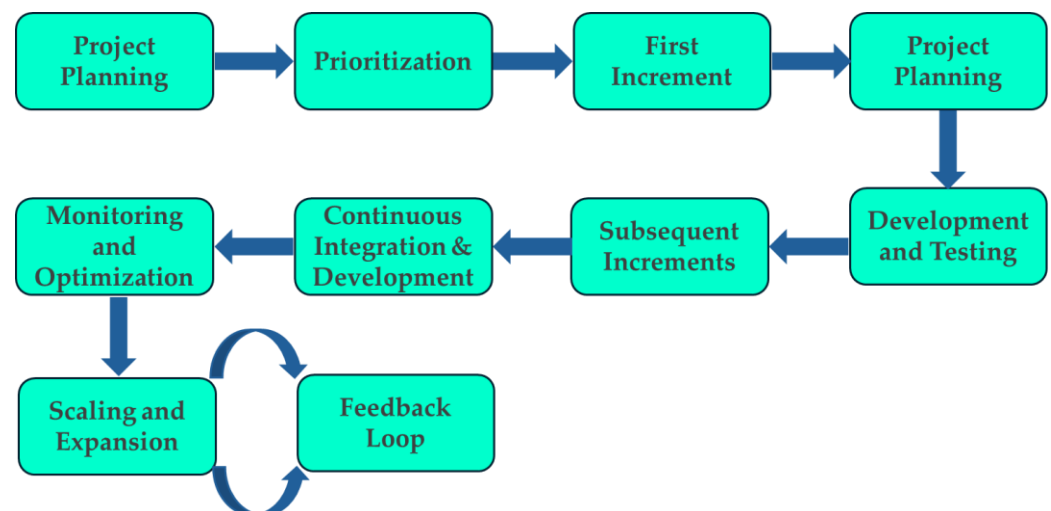 Project
Planning
Prioritization
First
Increment
Project
Planning
Development
and Testing
Subsequent
Increments
Continuous
Integration &
Development
Monitoring
and
Optimization
Scaling and
Expansion
Feedback
Loop